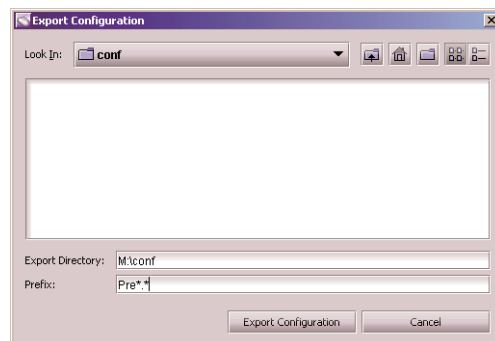 Export Configuration
Look In: conf
Export Directory: M:\conf
Prefix: Pre*.*
Export Configuration Cancel